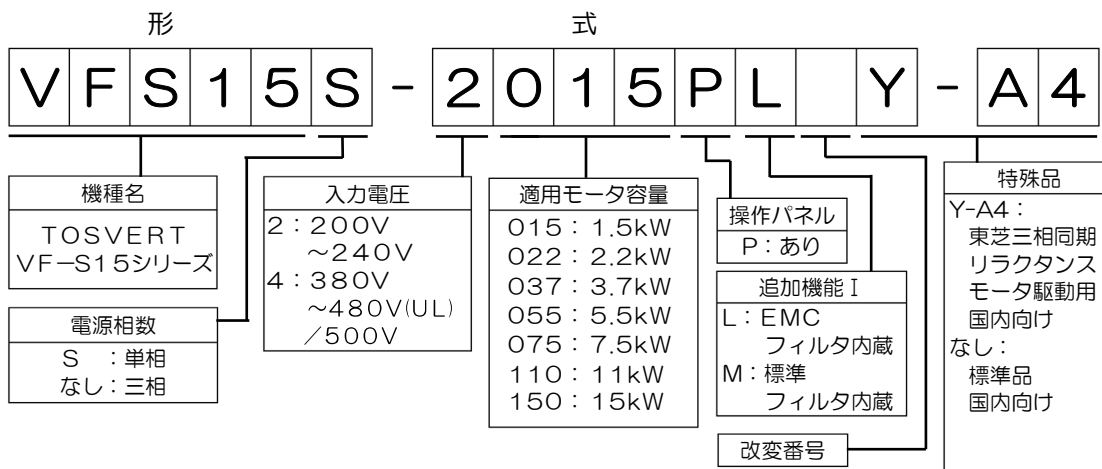 形 式
VFS15S-2015PL Y-A4
機種名
TOSVERT
VF-S15シリーズ
電源相数
S :単相
なし:三相
入力電圧
2:200V
~240V
4:380V
~480V(UL)
/500V
適用モータ容量
015:1.5kW
022:2.2kW
037:3.7kW
055:5.5kW
075:7.5kW
110:11kW
150:15kW
操作パネル
P:あり
追加機能Ⅰ
L:EMC
フィルタ内蔵
M:標準
フィルタ内蔵
改変番号
特殊品
Y-A4:
東芝三相同期
リラクタンス
モータ駆動用
国内向け
なし:
標準品
国内向け